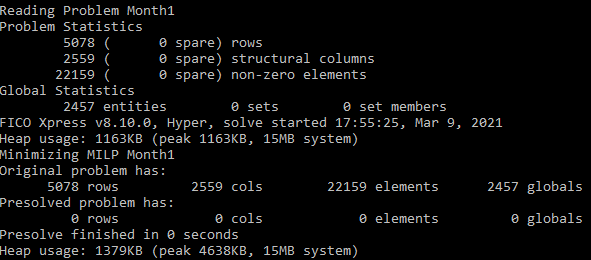 Reading Problem Month1
Problem Statistics
5078 ( 0 spare) rows
2559 ( 0 spare) structural columns
22159 ( 0 spare) non-zero elements
Global Statistics
2457 entities 0 sets 0 set members
FICO Xpress v8.10.0, Hyper, solve started 17:55:25, Mar 9, 2021
Heap usage: 1163KB (peak 1163KB, 15MB system)
Minimizing MILP Month1
Original problem has:
5078 rows 2559 cols 22159 elements 2457 globals
Presolved problem has:
0 rows 0 cols 0 elements 0 globals
Presolve finished in 0 seconds
Heap usage: 1379KB (peak 4638KB, 15MB system)